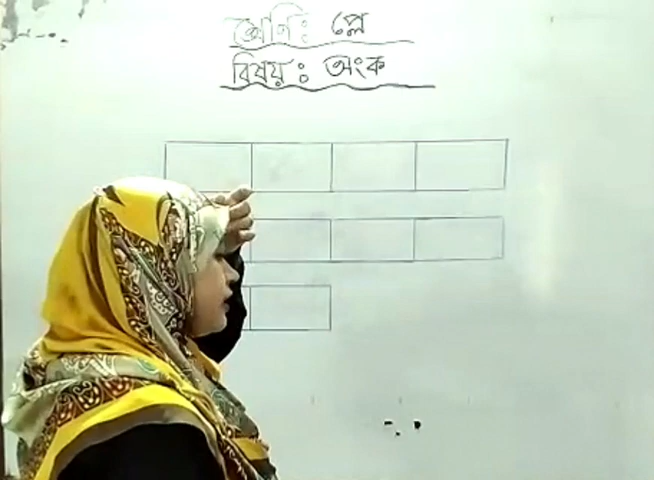 শ্রেণি : প্লে
বিষয় : অংক